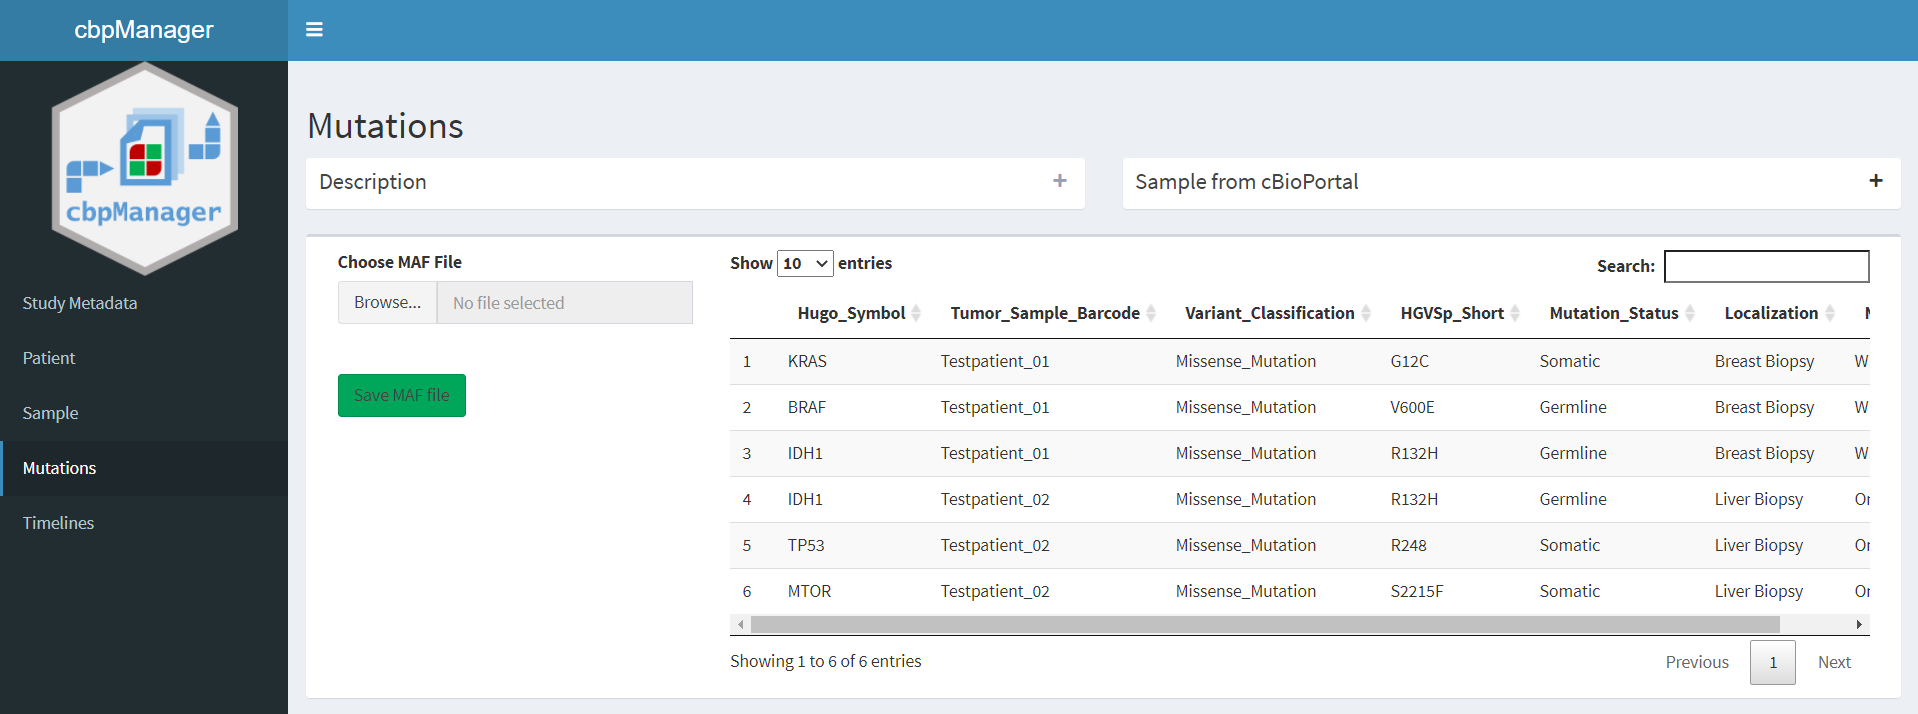 cbpManager
cbpManager
Study Metadata
Patient
Sample
Mutations
Timelines
Mutations
Description +
Sample from cBioPortal +
Choose MAF File
Browse... No file selected
Save MAF file
Show 10 entries
Search:
Hugo_Symbol Tumor_Sample_Barcode Variant_Classification HGVSp_Short Mutation_Status Localization
1 KRAS Testpatient_01 Missense_Mutation G12C Somatic Breast Biopsy W
2 BRAF Testpatient_01 Missense_Mutation V600E Germline Breast Biopsy W
3 IDH1 Testpatient_01 Missense_Mutation R132H Germline Breast Biopsy W
4 IDH1 Testpatient_02 Missense_Mutation R132H Germline Liver Biopsy
5 TP53 Testpatient_02 Missense_Mutation R248 Somatic Liver Biopsy
6 MTOR Testpatient_02 Missense_Mutation S2215F Somatic Liver Biopsy
Showing 1 to 6 of 6 entries
Previous 1 Next